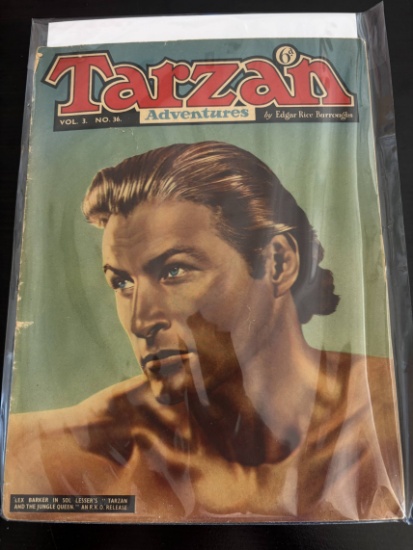 6D
Tarzan
Adventures
VOL. 3. NO. 36.
by Edgar Rice Burroughs
LEX BARKER IN SOL LESSER'S "TARZAN
AND THE JUNGLE QUEEN." AN R.K.O. RELEASE.